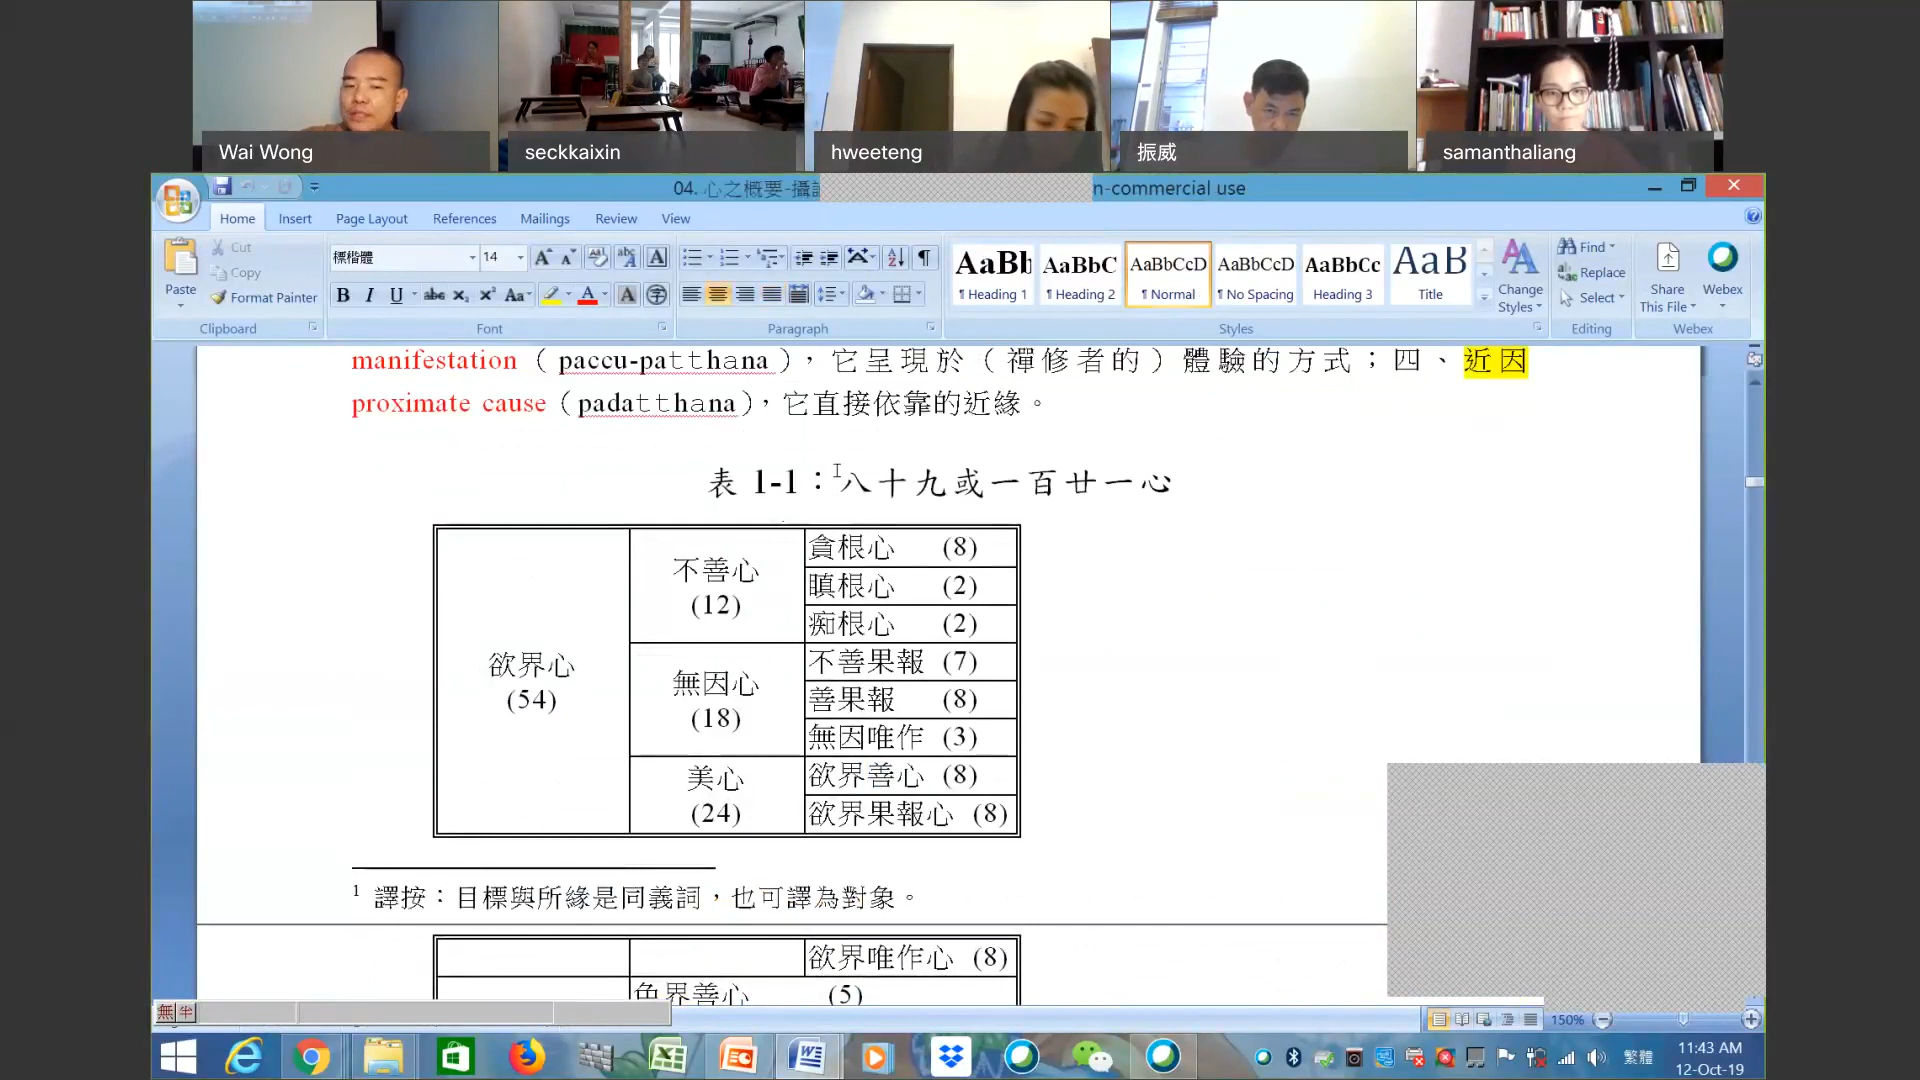 Wai Wong
seckkaixin
hweeteng
振威
samanthaliang
04. 心之概要-攝
n-commercial use
Home Insert Page Layout References Mailings Review View
Cut
Copy
Format Painter
Paste
Clipboard
標楷體 14
Font
Paragraph
AaBb AaBbC AaBbCcD AaBbCcD AaBbCc AaB
¶ Heading 1 ¶ Heading 2 ¶ Normal ¶ No Spacing Heading 3 Title
Change Styles
Styles
Find
Replace
Select
Editing
Share This File
Webex
Webex
manifestation（paccu-patthana），它呈現於（禪修者的）體驗的方式；四、近因
proximate cause（padatthana），它直接依靠的近緣。
表 1-1：八十九或一百廿一心
欲界心 (54)
不善心 (12)
貪根心 (8)
瞋根心 (2)
痴根心 (2)
無因心 (18)
不善果報 (7)
善果報 (8)
無因唯作 (3)
美心 (24)
欲界善心 (8)
欲界果報心 (8)
1 譯按：目標與所緣是同義詞，也可譯為對象。
欲界唯作心 (8)
色界善心 (5)
無半
150%
繁體
11:43 AM
12-Oct-19